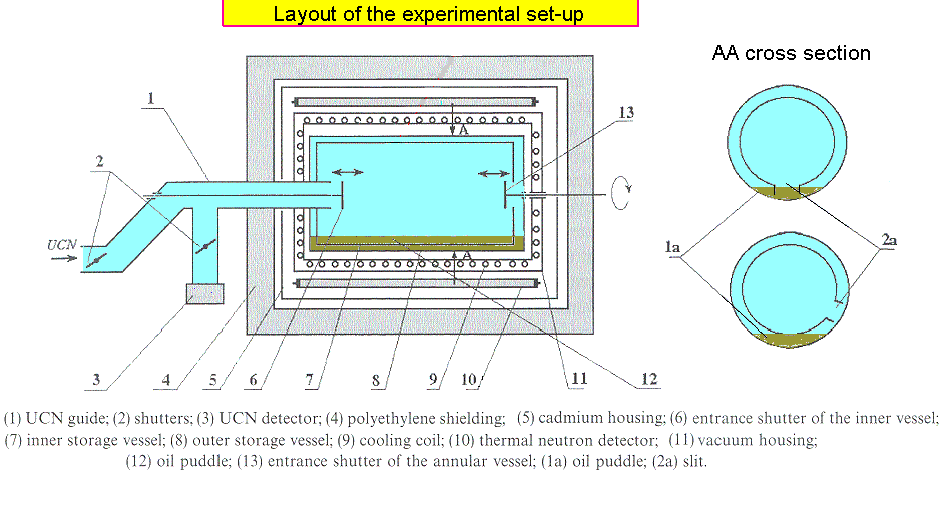 Layout of the experimental set-up
AA cross section
1
13
A
2
UCN
1a
2a
A
3
4
5
6
7
8
9
10
11
12
(1) UCN guide; (2) shutters; (3) UCN detector; (4) polyethylene shielding; (5) cadmium housing; (6) entrance shutter of the inner vessel;
(7) inner storage vessel; (8) outer storage vessel; (9) cooling coil; (10) thermal neutron detector; (11) vacuum housing;
(12) oil puddle; (13) entrance shutter of the annular vessel; (1a) oil puddle; (2a) slit.